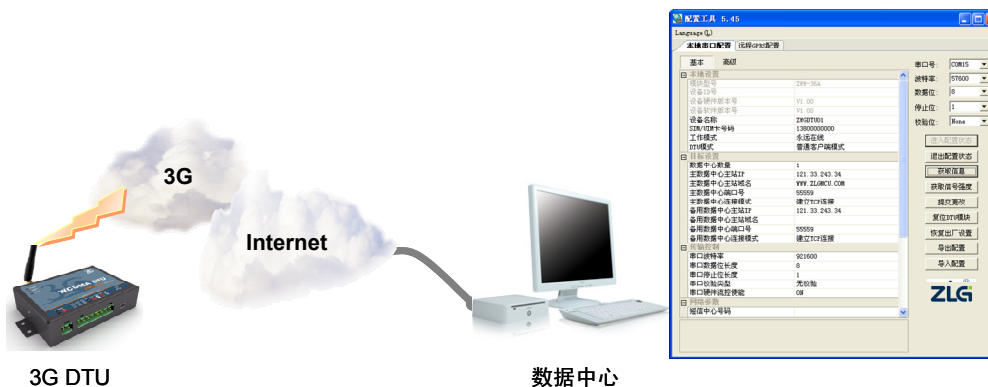 配置工具 5.45
Language (L)
本地串口配置 远程GPRS配置
基本 高级
本地设置
模块型号 ZWW-36A
设备ID号
设备硬件版本号 V1.00
设备软件版本号 V1.00
设备名称 ZWGDTU01
SIM/UIM卡号码 13800000000
工作模式 永远在线
DTU模式 普通客户端模式
目标设置
数据中心数量 1
主数据中心主站IP 121.33.243.34
主数据中心主站域名 WWW.ZLGMCU.COM
主数据中心端口号 55559
主数据中心连接模式 建立TCP连接
备用数据中心主站IP 121.33.243.34
备用数据中心主站域名
备用数据中心端口号 55559
备用数据中心连接模式 建立TCP连接
传输控制
串口波特率 921600
串口数据位长度 8
串口停止位长度 1
串口校验类型 无校验
串口硬件流控使能 ON
网络参数
短信中心号码
串口号: COM15
波特率: 57600
数据位: 8
停止位: 1
校验位: None
进入配置状态
退出配置状态
获取信息
获取信号强度
提交更改
复位DTU模块
恢复出厂设置
导出配置
导入配置
ZLG
3G
Internet
WCDMA DTU
3G DTU
数据中心